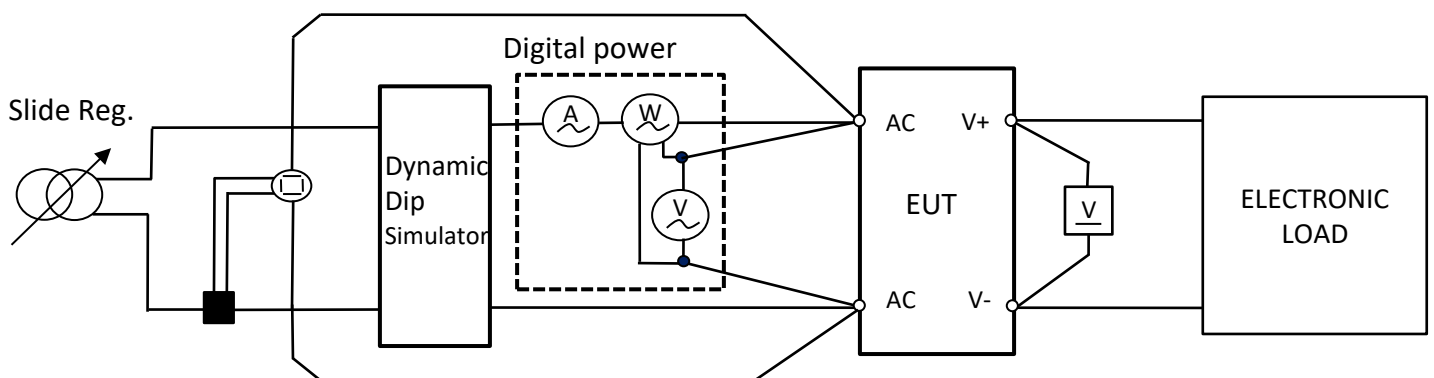 Digital power
Slide Reg.
A
W
V
Dynamic
Dip
Simulator
AC
V+
EUT
V
AC
V-
ELECTRONIC
LOAD